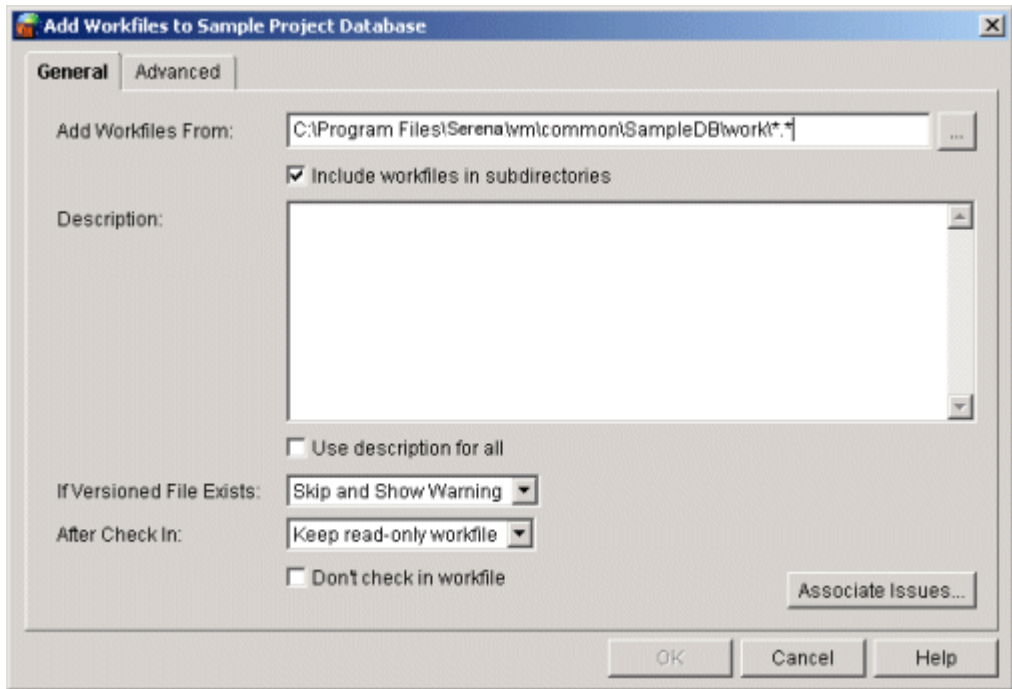 Add Workfiles to Sample Project Database
General Advanced
Add Workfiles From: C:\Program Files\Serena\vm\common\SampleDB\work\*.* ...
Include workfiles in subdirectories
Description:
Use description for all
If Versioned File Exists: Skip and Show Warning
After Check In: Keep read-only workfile
Don't check in workfile
Associate Issues...
OK Cancel Help